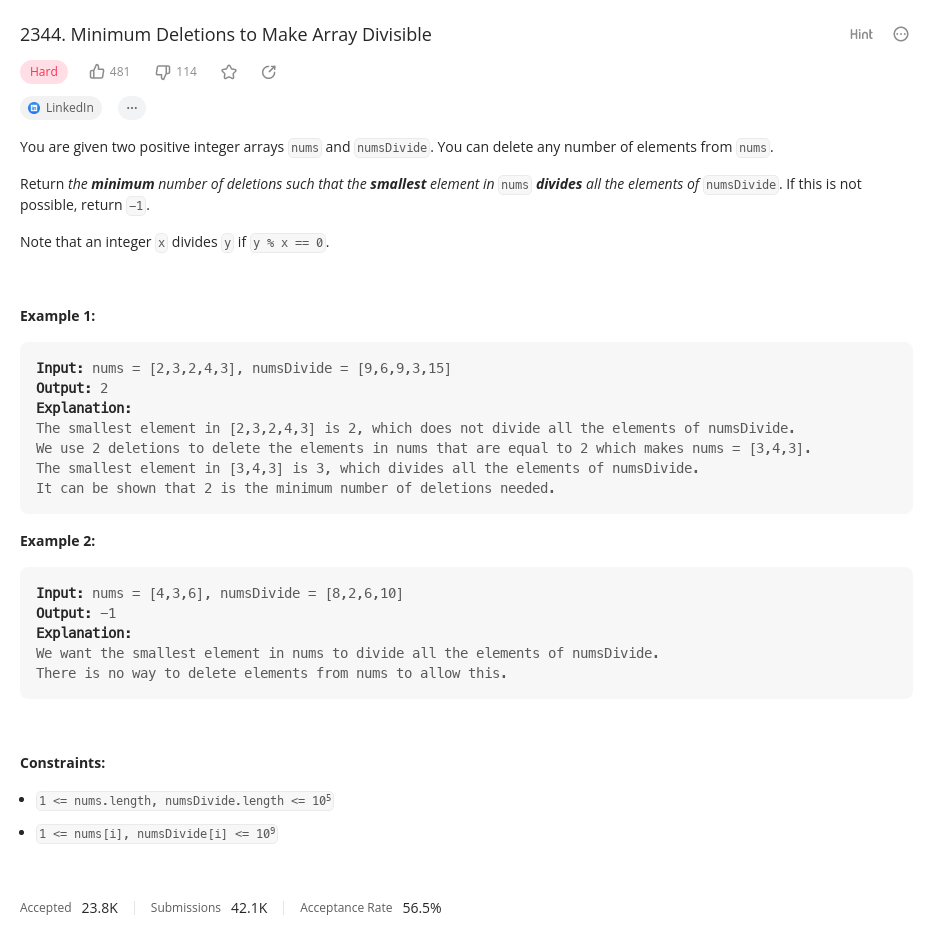 2344. Minimum Deletions to Make Array Divisible
Hint
Hard 481 114
LinkedIn ...
You are given two positive integer arrays nums and numsDivide. You can delete any number of elements from nums.
Return the minimum number of deletions such that the smallest element in nums divides all the elements of numsDivide. If this is not
possible, return -1.
Note that an integer x divides y if y % x == 0.
Example 1:
Input: nums = [2,3,2,4,3], numsDivide = [9,6,9,3,15]
Output: 2
Explanation:
The smallest element in [2,3,2,4,3] is 2, which does not divide all the elements of numsDivide.
We use 2 deletions to delete the elements in nums that are equal to 2 which makes nums = [3,4,3].
The smallest element in [3,4,3] is 3, which divides all the elements of numsDivide.
It can be shown that 2 is the minimum number of deletions needed.
Example 2:
Input: nums = [4,3,6], numsDivide = [8,2,6,10]
Output: -1
Explanation:
We want the smallest element in nums to divide all the elements of numsDivide.
There is no way to delete elements from nums to allow this.
Constraints:
• 1 <= nums.length, numsDivide.length <= 10⁵
• 1 <= nums[i], numsDivide[i] <= 10⁹
Accepted 23.8K Submissions 42.1K Acceptance Rate 56.5%